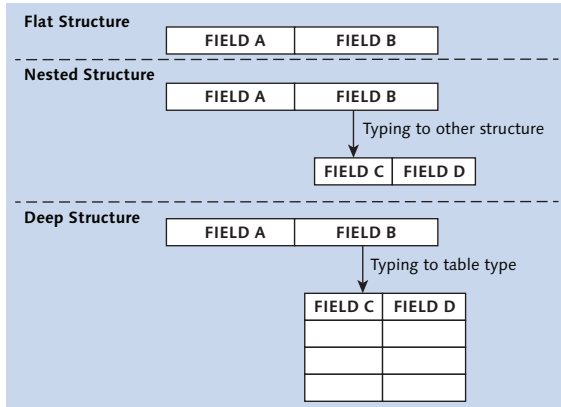 Flat Structure
FIELD A FIELD B
Nested Structure
FIELD A FIELD B
Typing to other structure
FIELD C FIELD D
Deep Structure
FIELD A FIELD B
Typing to table type
FIELD C FIELD D